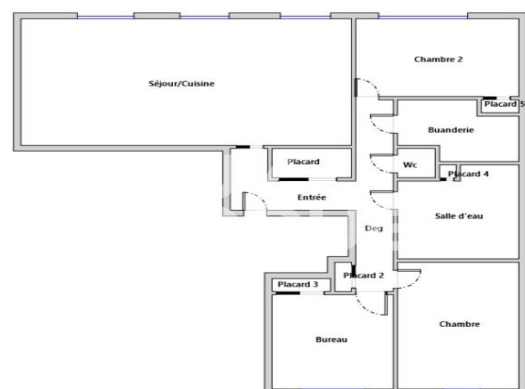 Séjour/Cuisine
Chambre 2
Placard 5
Buanderie
Placard
Wc
Placard 4
Entrée
Salle d'eau
Deg
Placard 2
Placard 3
Bureau
Chambre